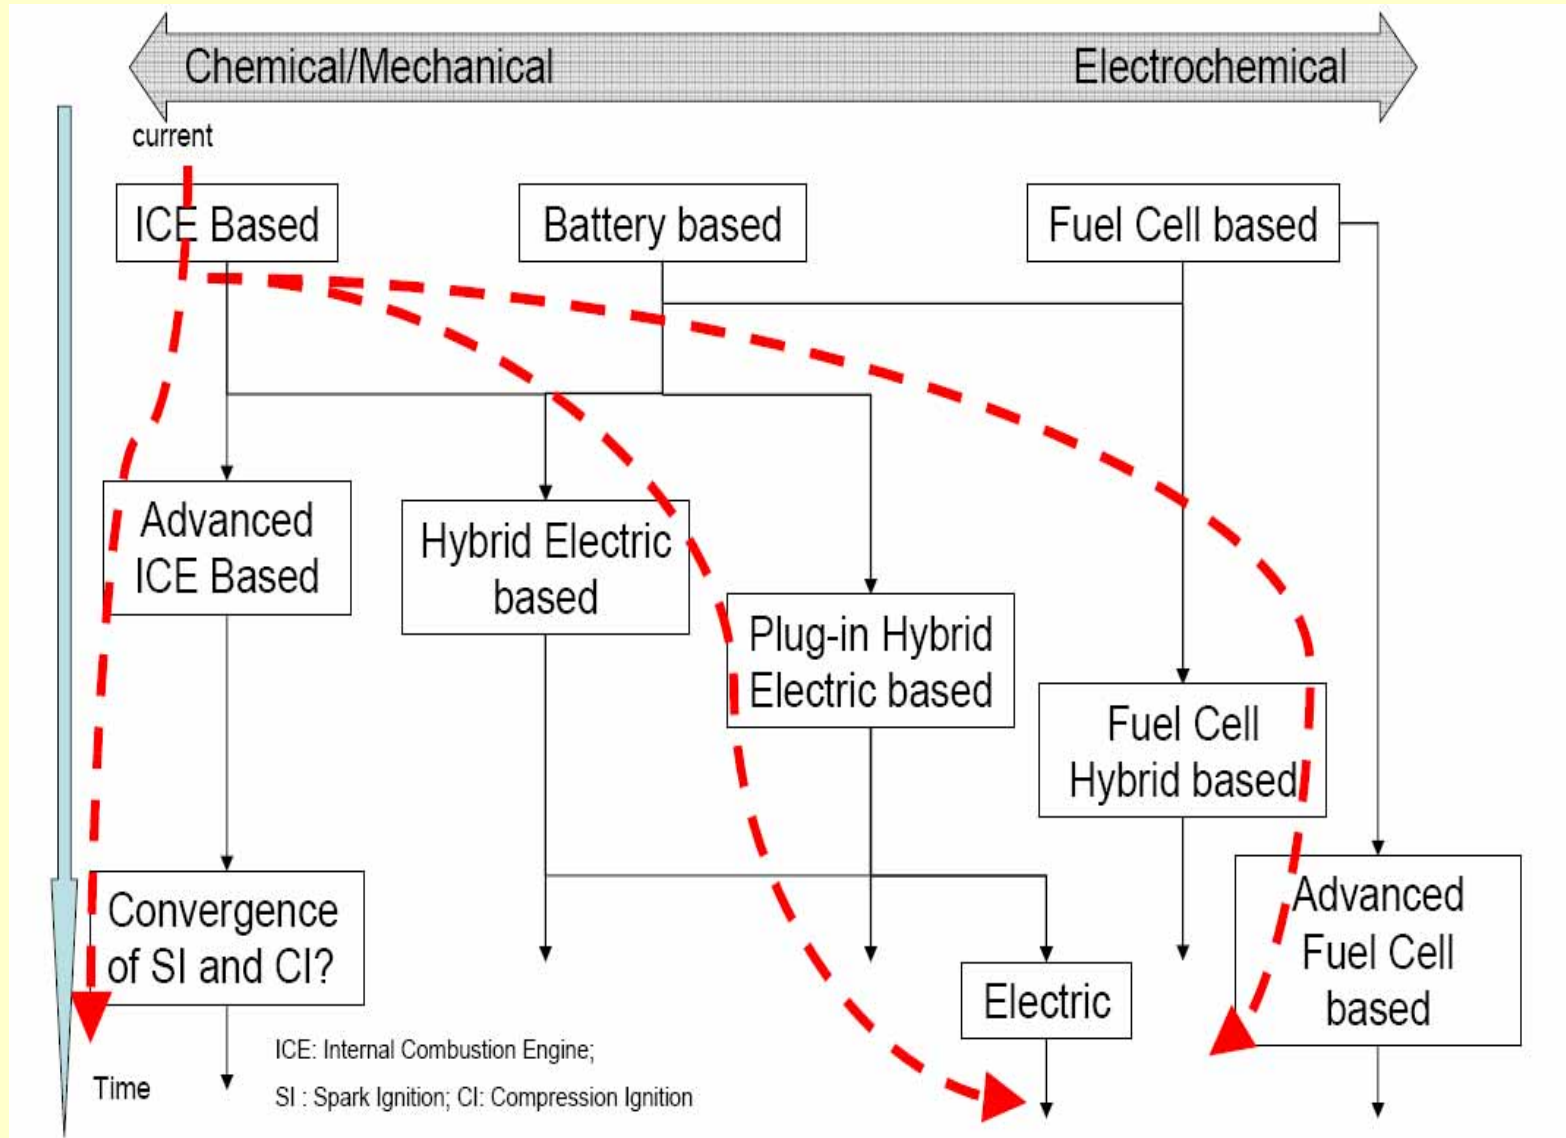 Chemical/Mechanical
Electrochemical
current
ICE Based
Battery based
Fuel Cell based
Advanced
ICE Based
Hybrid Electric
based
Plug-in Hybrid
Electric based
Fuel Cell
Hybrid based
Convergence
of SI and CI?
Advanced
Fuel Cell
based
Electric
Time
ICE: Internal Combustion Engine;
SI : Spark Ignition; CI: Compression Ignition